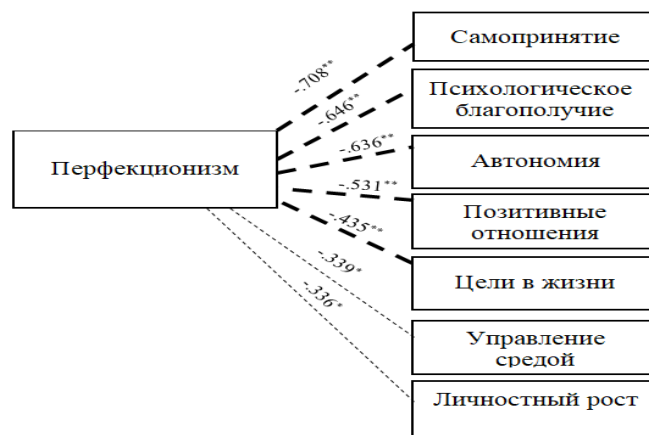 Самопринятие
-.708**
Психологическое
благополучие
-.646**
Перфекционизм
-.636**
Автономия
-.531**
Позитивные
отношения
-.435**
Цели в жизни
-.339*
Управление
средой
-.336*
Личностный рост